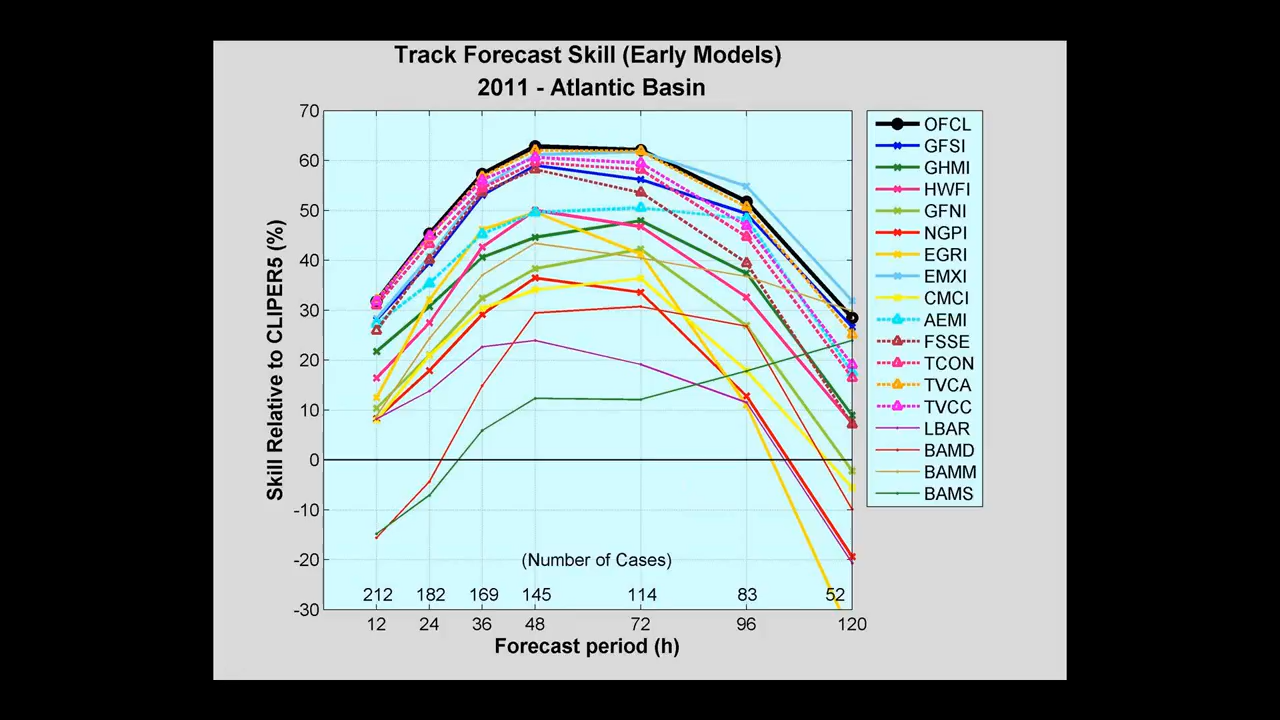 Track Forecast Skill (Early Models)
2011 - Atlantic Basin
Skill Relative to CLIPER5 (%)
70
60
50
40
30
20
10
0
-10
-20
-30
(Number of Cases)
212 182 169 145 114 83 52
12 24 36 48 72 96 120
Forecast period (h)
OFCL
GFSI
GHMI
HWFI
GFNI
NGPI
EGRI
EMXI
CMCI
AEMI
FSSE
TCON
TVCA
TVCC
LBAR
BAMD
BAMM
BAMS